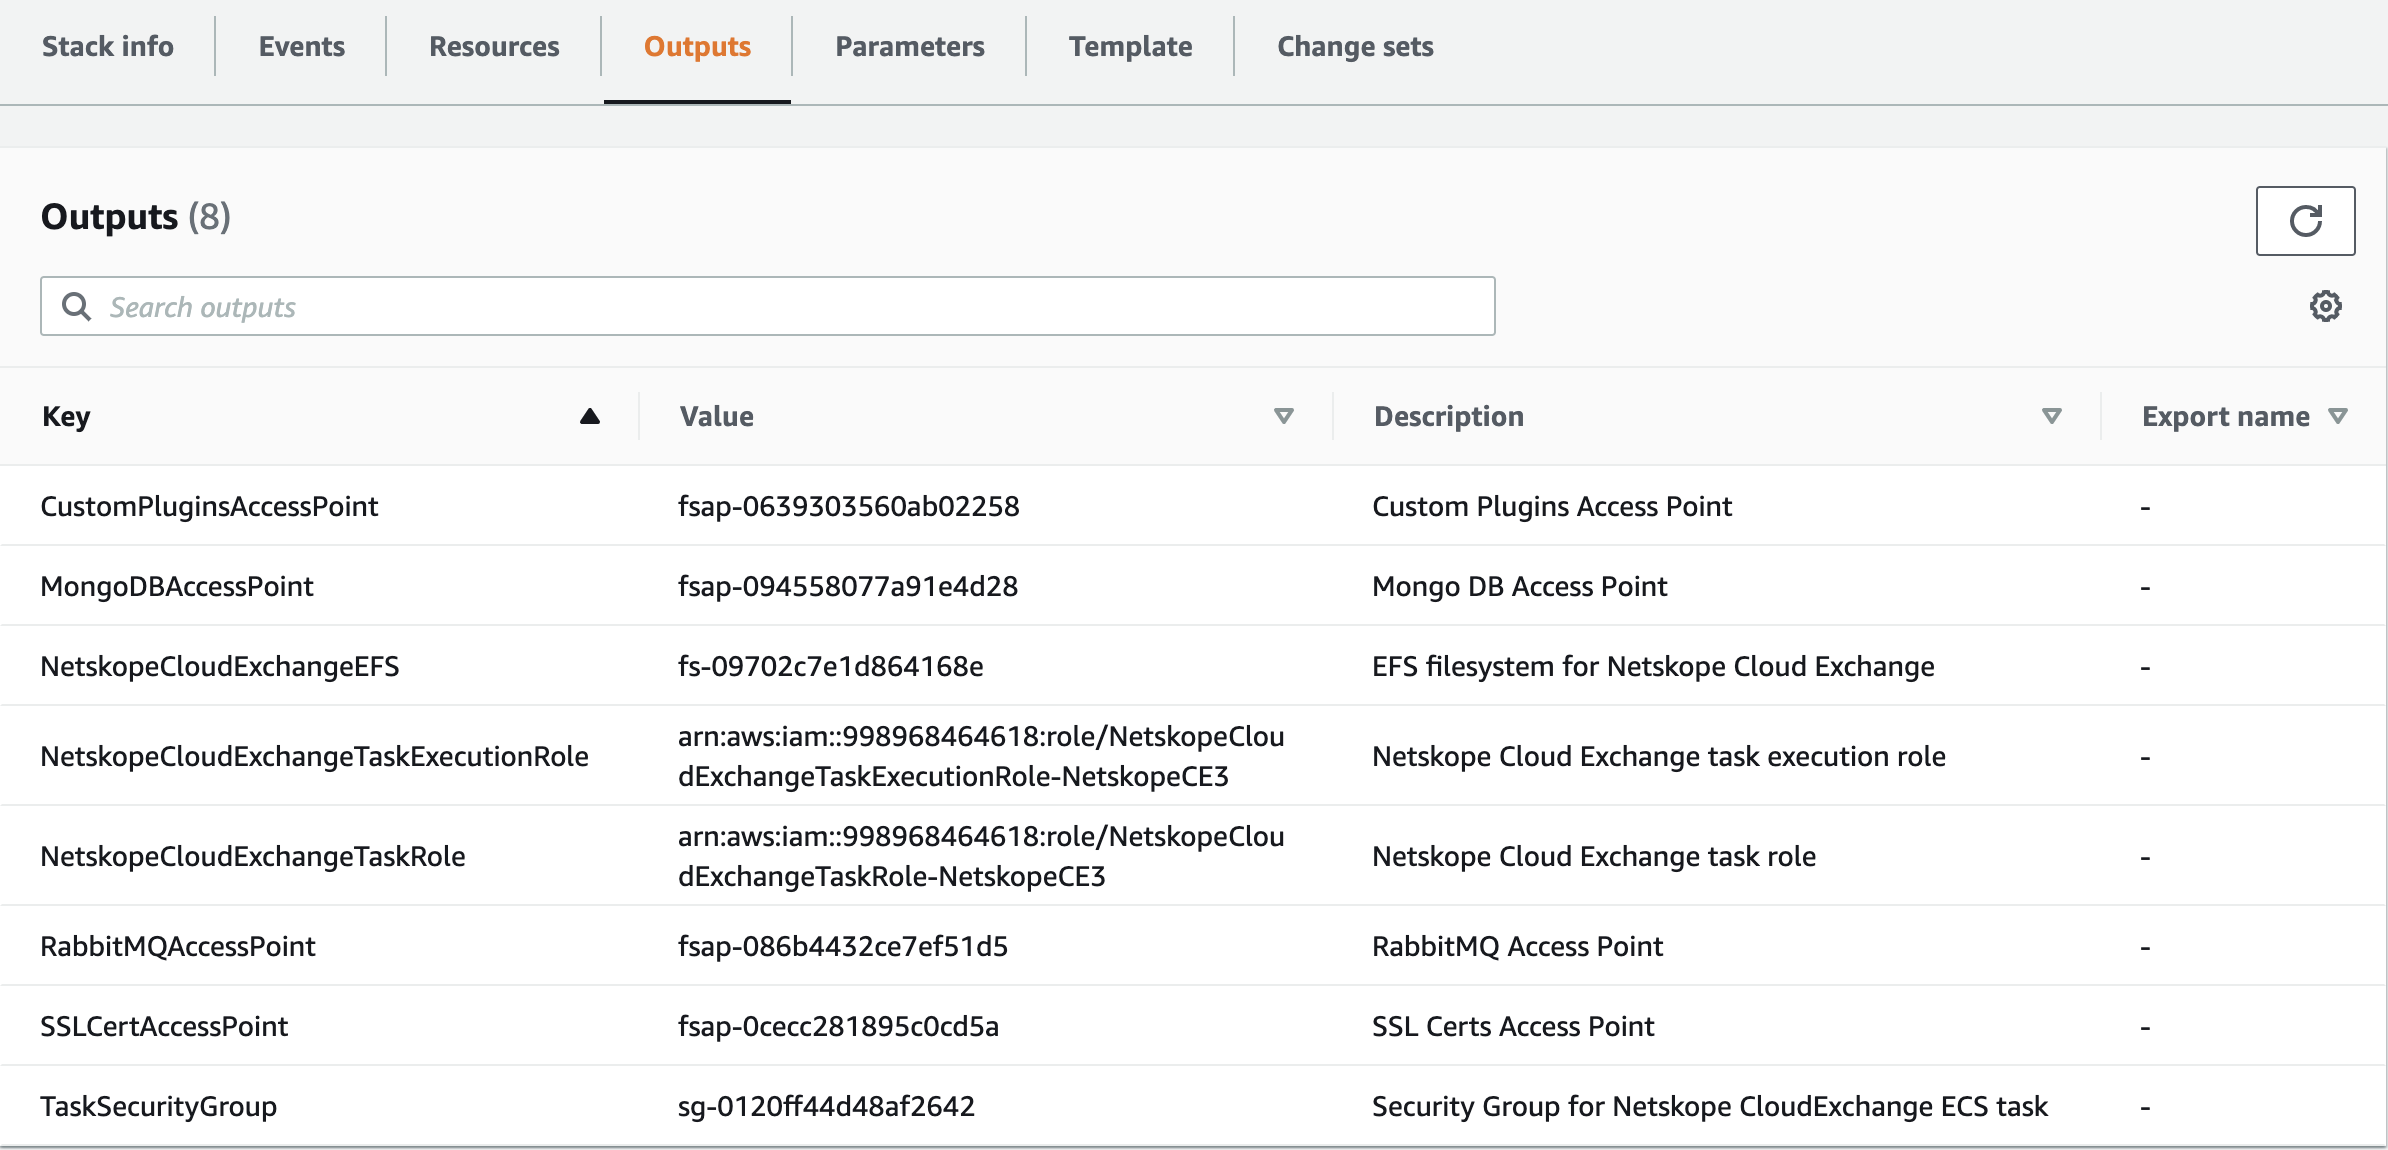 Stack info Events Resources Outputs Parameters Template Change sets
Outputs (8)
Search outputs
Key Value Description Export name
CustomPluginsAccessPoint fsap-0639303560ab02258 Custom Plugins Access Point -
MongoDBAccessPoint fsap-094558077a91e4d28 Mongo DB Access Point -
NetskopeCloudExchangeEFS fs-09702c7e1d864168e EFS filesystem for Netskope Cloud Exchange -
NetskopeCloudExchangeTaskExecutionRole arn:aws:iam::998968464618:role/NetskopeClou
dExchangeTaskExecutionRole-NetskopeCE3 Netskope Cloud Exchange task execution role -
NetskopeCloudExchangeTaskRole arn:aws:iam::998968464618:role/NetskopeClou
dExchangeTaskRole-NetskopeCE3 Netskope Cloud Exchange task role -
RabbitMQAccessPoint fsap-086b4432ce7ef51d5 RabbitMQ Access Point -
SSLCertAccessPoint fsap-0cecc281895c0cd5a SSL Certs Access Point -
TaskSecurityGroup sg-0120ff44d48af2642 Security Group for Netskope CloudExchange ECS task -